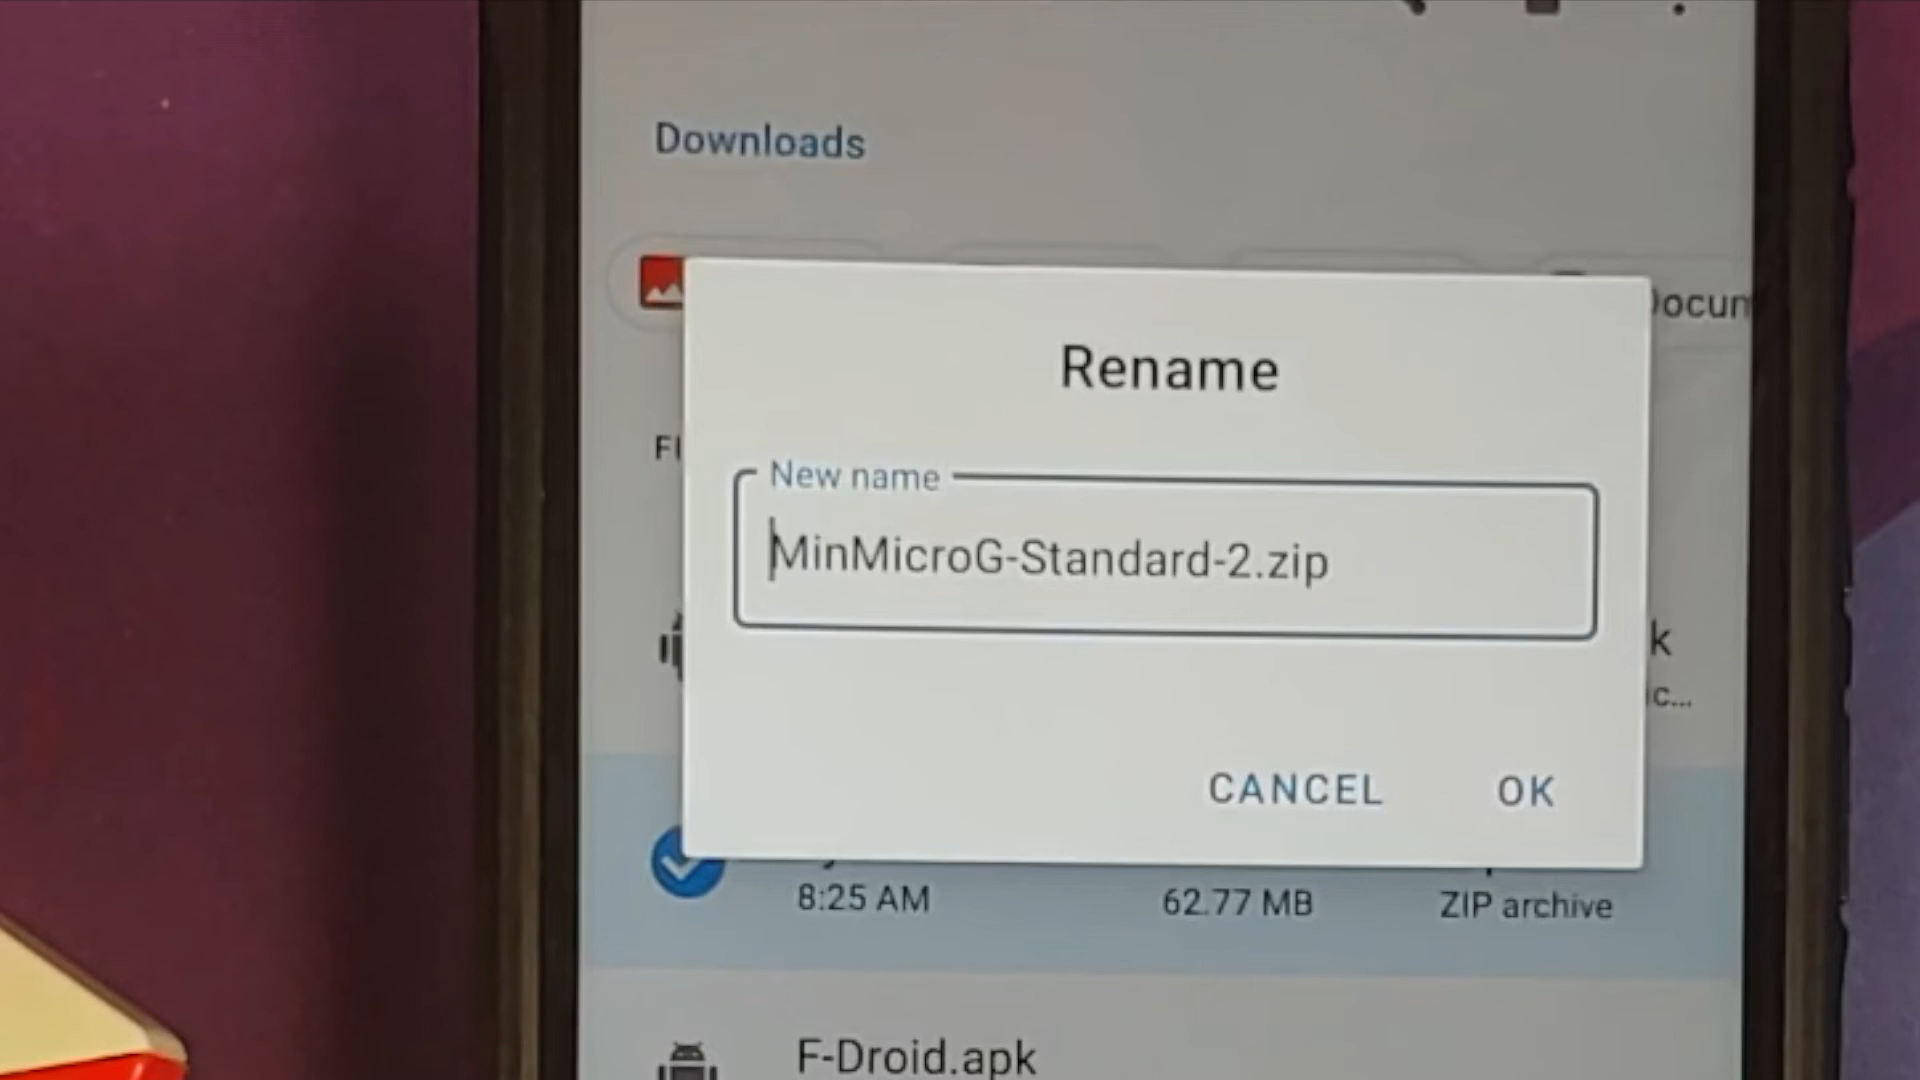 Downloads
Rename
New name
MinMicroG-Standard-2.zip
CANCEL
OK
8:25 AM
62.77 MB
ZIP archive
F-Droid.apk